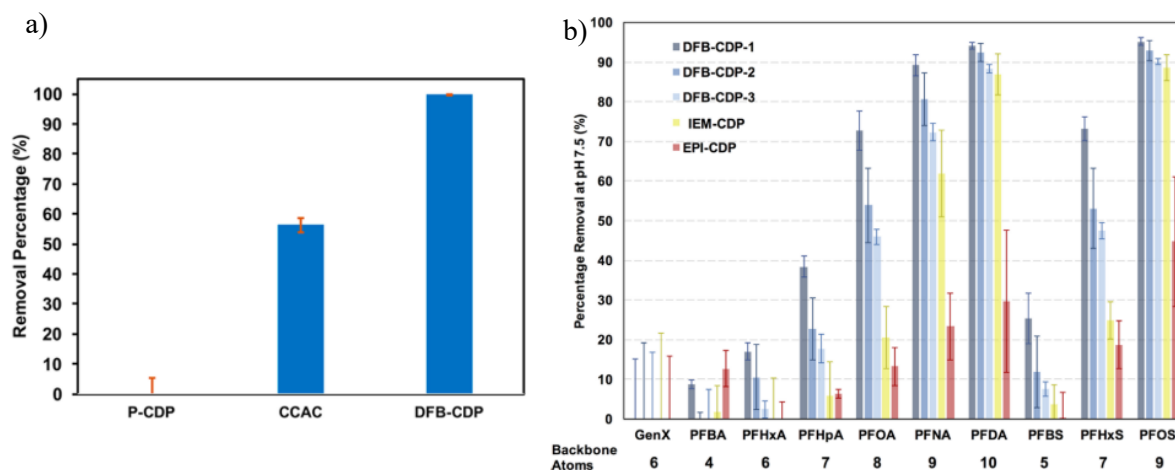 a)
Removal Percentage (%)
100
90
80
70
60
50
40
30
20
10
0
P-CDP CCAC DFB-CDP
b)
Percentage Removal at pH 7.5 (%)
100
90
80
70
60
50
40
30
20
10
0
DFB-CDP-1
DFB-CDP-2
DFB-CDP-3
IEM-CDP
EPI-CDP
GenX PFBA PFHxA PFHpA PFOA PFNA PFDA PFBS PFHxS PFOS
Backbone
Atoms 6 4 6 7 8 9 10 5 7 9